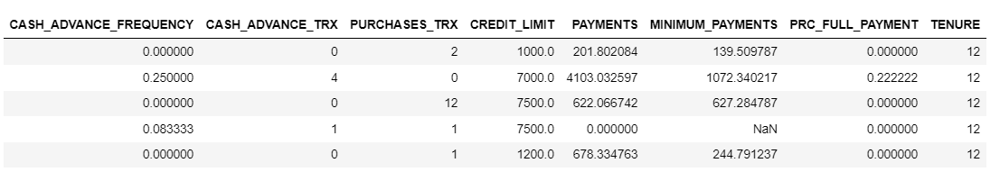 CASH_ADVANCE_FREQUENCY CASH_ADVANCE_TRX PURCHASES_TRX CREDIT_LIMIT PAYMENTS MINIMUM_PAYMENTS PRC_FULL_PAYMENT TENURE
0.000000 0 2 1000.0 201.802084 139.509787 0.000000 12
0.250000 4 0 7000.0 4103.032597 1072.340217 0.222222 12
0.000000 0 12 7500.0 622.066742 627.284787 0.000000 12
0.083333 1 1 7500.0 0.000000 NaN 0.000000 12
0.000000 0 1 1200.0 678.334763 244.791237 0.000000 12